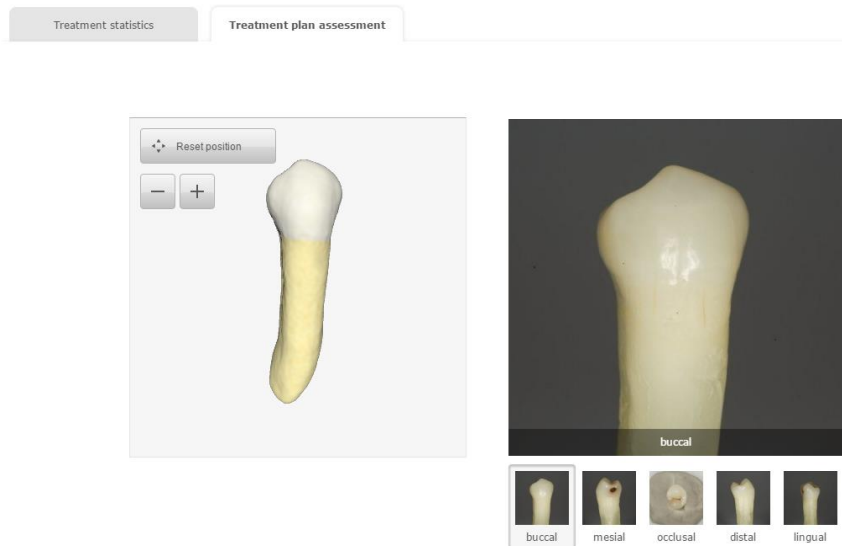 Treatment statistics
Treatment plan assessment
Reset position
buccal
buccal
mesial
occlusal
distal
lingual